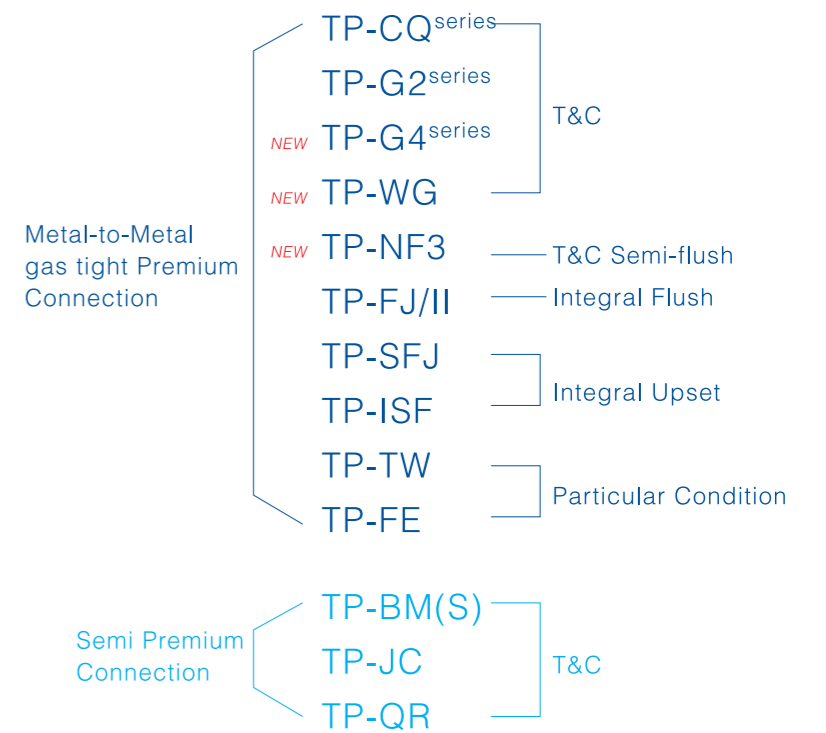 TP-CQseries
TP-G2series
T&C
NEW TP-G4series
NEW TP-WG
Metal-to-Metal
gas tight Premium
Connection
NEW TP-NF3
T&C Semi-flush
TP-FJ/II
Integral Flush
TP-SFJ
TP-ISF
Integral Upset
TP-TW
TP-FE
Particular Condition
Semi Premium
Connection
TP-BM(S)
TP-JC
TP-QR
T&C